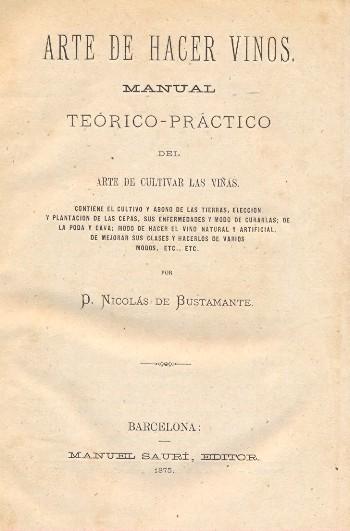 ARTE DE HACER VINOS.
MANUAL
TEÓRICO-PRÁCTICO
DEL
ARTE DE CULTIVAR LAS VIÑAS.
CONTIENE EL CULTIVO Y ABONO DE LAS TIERRAS, ELECCION
Y PLANTACION DE LAS CEPAS, SUS ENFERMEDADES Y MODO DE CURARLAS; DE
LA PODA Y CAVA; MODO DE HACER EL VINO NATURAL Y ARTIFICIAL,
DE MEJORAR SUS CLASES Y HACERLOS DE VARIOS
MODOS, ETC., ETC.
POR
D. NICOLÁS DE BUSTAMANTE.
BARCELONA:
MANUEL SAURÍ, EDITOR.
1875.